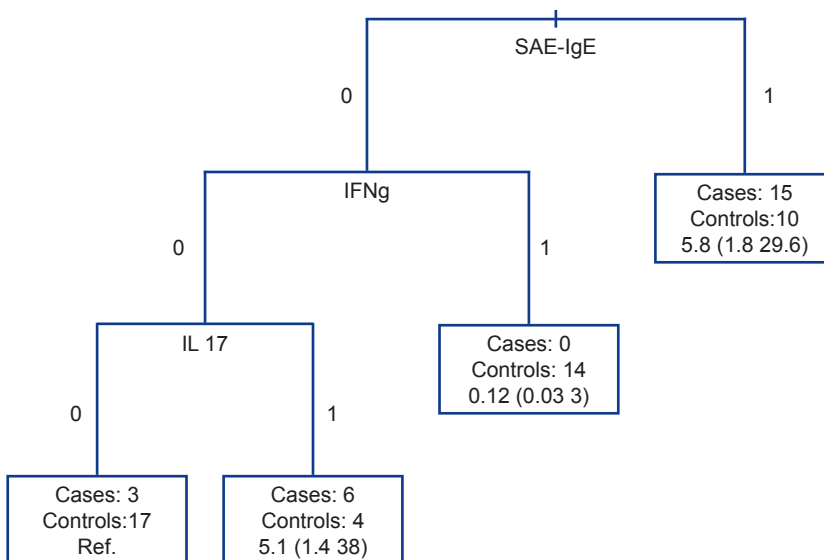 SAE-IgE
0
1
IFNg
Cases: 15
Controls:10
5.8 (1.8 29.6)
0
1
IL 17
Cases: 0
Controls: 14
0.12 (0.03 3)
0
1
Cases: 3
Controls:17
Ref.
Cases: 6
Controls: 4
5.1 (1.4 38)